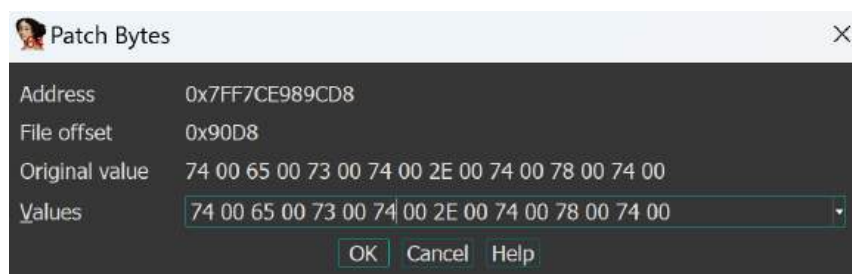 Patch Bytes
Address 0x7FF7CE989CD8
File offset 0x90D8
Original value 74 00 65 00 73 00 74 00 2E 00 74 00 78 00 74 00
Values 74 00 65 00 73 00 74 00 2E 00 74 00 78 00 74 00
OK Cancel Help